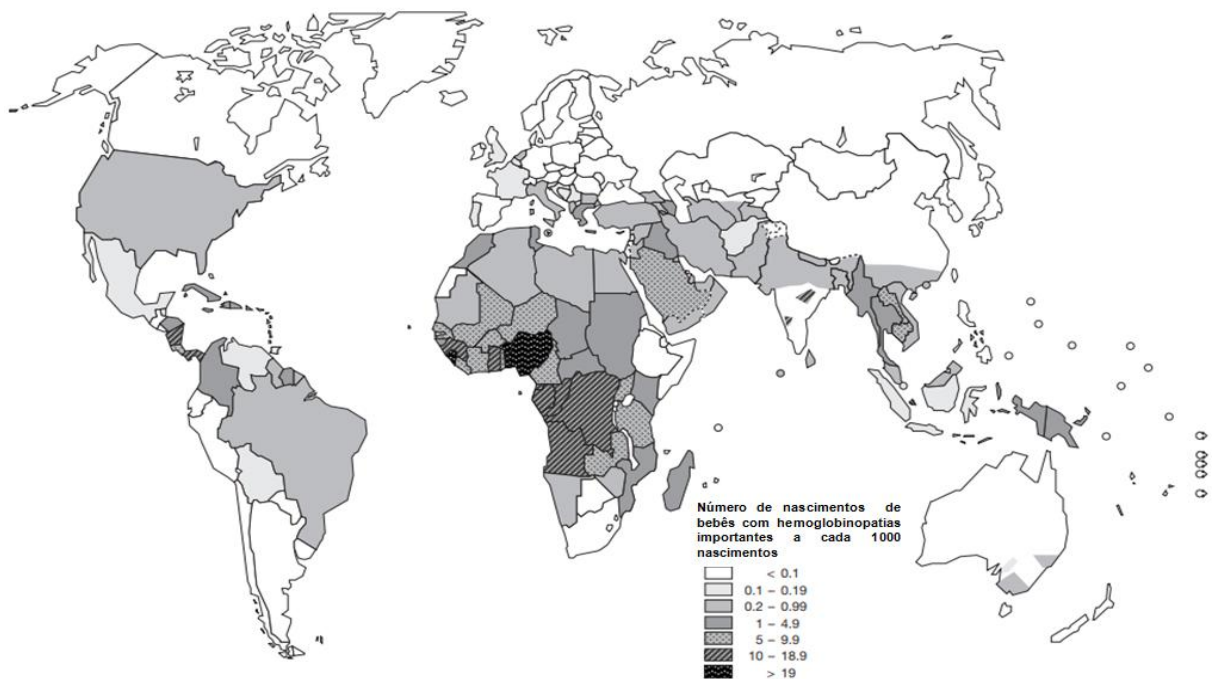 Número de nascimentos de
bebês com hemoglobinopatias
importantes a cada 1000
nascimentos
< 0.1
0.1 – 0.19
0.2 – 0.99
1 – 4.9
5 – 9.9
10 – 18.9
> 19